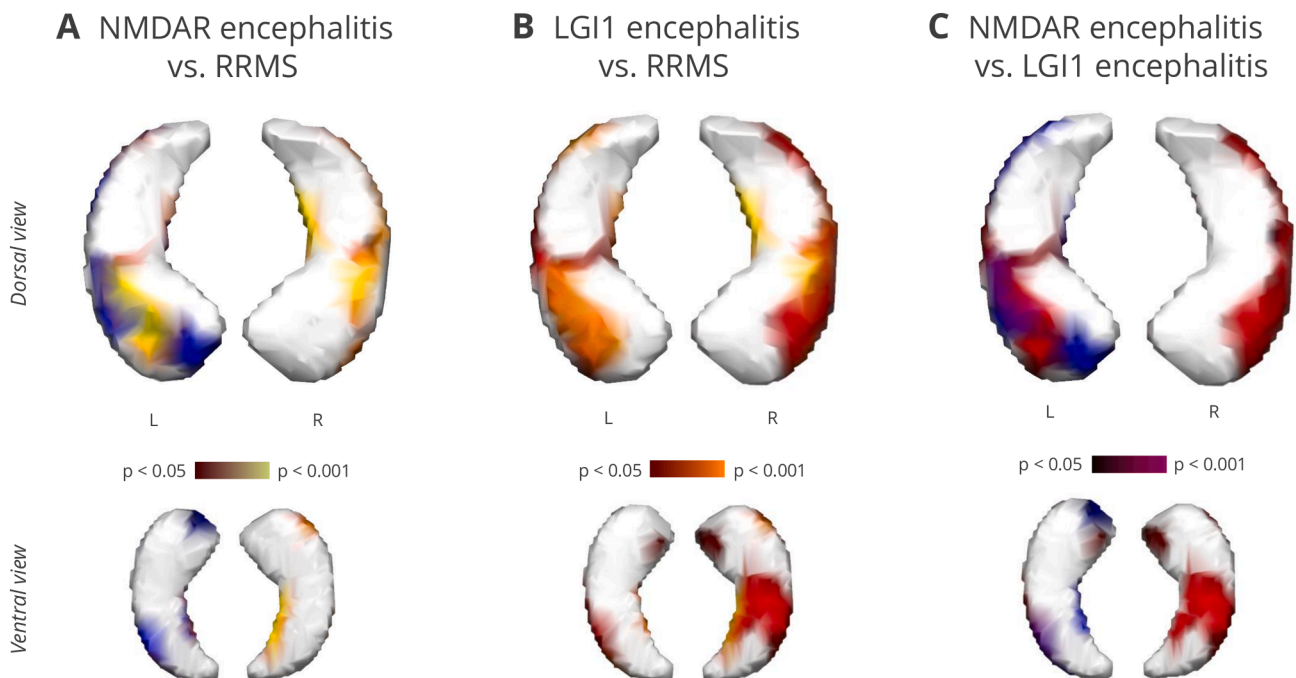 A NMDAR encephalitis
vs. RRMS
B LGI1 encephalitis
vs. RRMS
C NMDAR encephalitis
vs. LGI1 encephalitis
Dorsal view
L
R
L
R
L
R
p < 0.05
p < 0.001
p < 0.05
p < 0.001
p < 0.05
p < 0.001
Ventral view